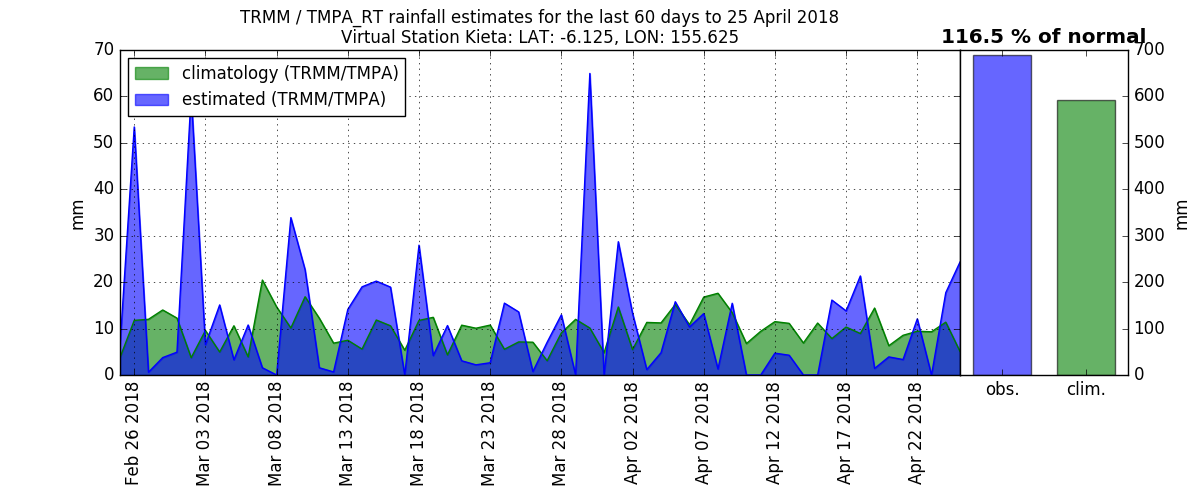 TRMM / TMPA_RT rainfall estimates for the last 60 days to 25 April 2018
Virtual Station Kieta: LAT: -6.125, LON: 155.625
116.5 % of normal
climatology (TRMM/TMPA)
estimated (TRMM/TMPA)
70
60
50
40
30
20
10
0
mm
700
600
500
400
300
200
100
0
mm
Feb 26 2018
Mar 03 2018
Mar 08 2018
Mar 13 2018
Mar 18 2018
Mar 23 2018
Mar 28 2018
Apr 02 2018
Apr 07 2018
Apr 12 2018
Apr 17 2018
Apr 22 2018
obs.
clim.